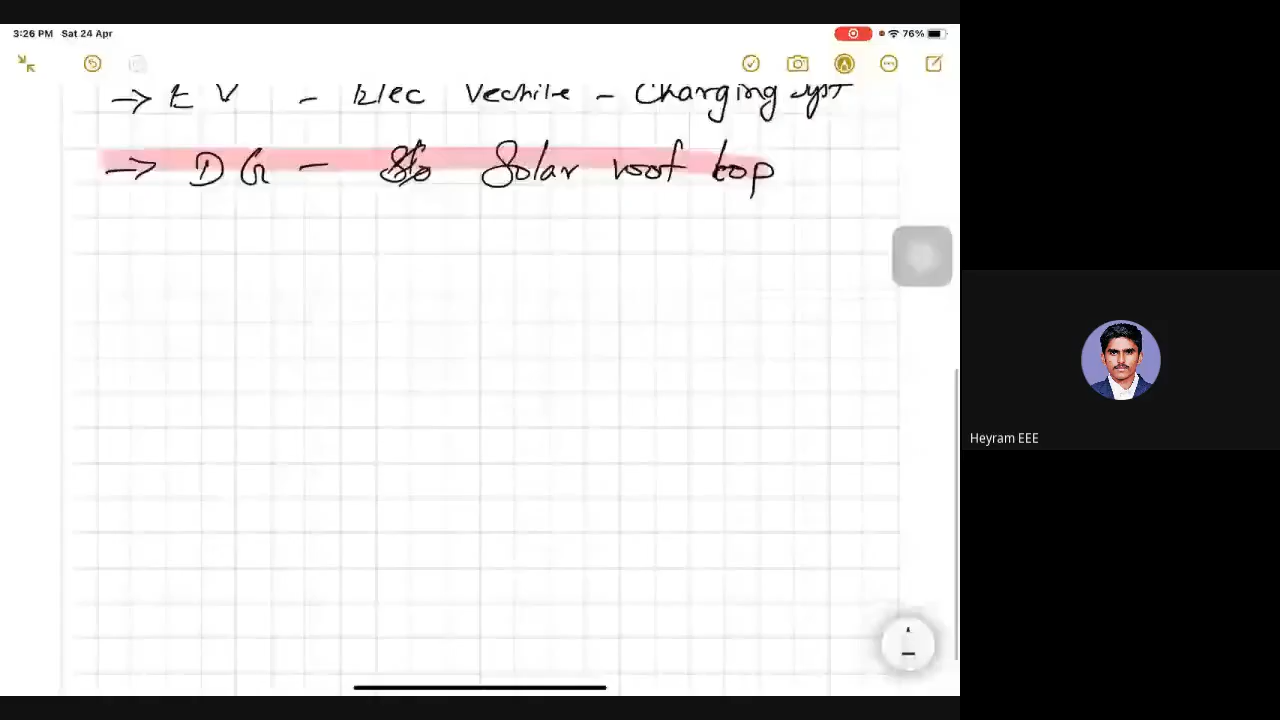 3:26 PM Sat 24 Apr
76%
→ E V - Elec Vechile - Charging syst
→ D G - Solar roof top
Heyram EEE